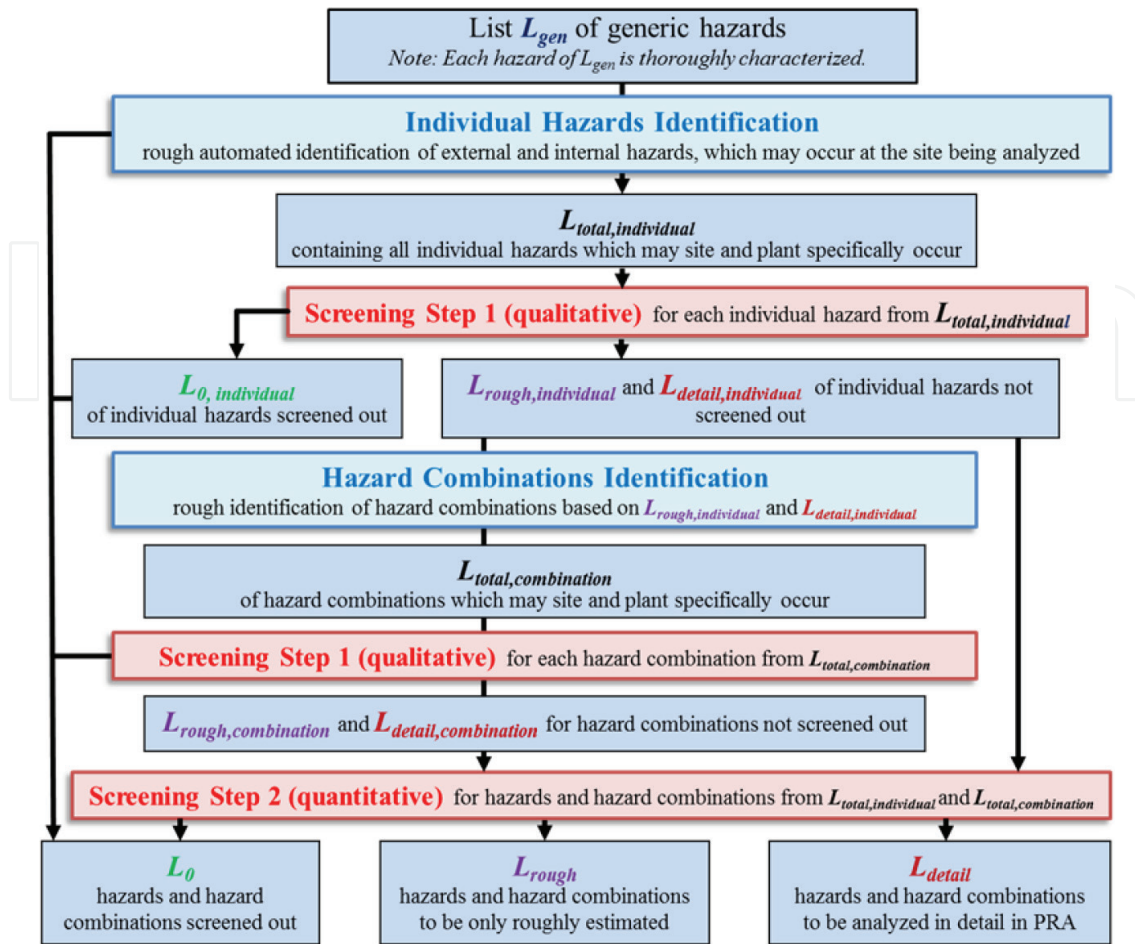 List L_gen of generic hazards
Note: Each hazard of L_gen is thoroughly characterized.
Individual Hazards Identification
rough automated identification of external and internal hazards, which may occur at the site being analyzed
L_total,individual
containing all individual hazards which may site and plant specifically occur
Screening Step 1 (qualitative) for each individual hazard from L_total,individual
L_0, individual
of individual hazards screened out
L_rough,individual and L_detail,individual of individual hazards not
screened out
Hazard Combinations Identification
rough identification of hazard combinations based on L_rough,individual and L_detail,individual
L_total,combination
of hazard combinations which may site and plant specifically occur
Screening Step 1 (qualitative) for each hazard combination from L_total,combination
L_rough,combination and L_detail,combination for hazard combinations not screened out
Screening Step 2 (quantitative) for hazards and hazard combinations from L_total,individual and L_total,combination
L_0
hazards and hazard
combinations screened out
L_rough
hazards and hazard combinations
to be only roughly estimated
L_detail
hazards and hazard combinations
to be analyzed in detail in PRA